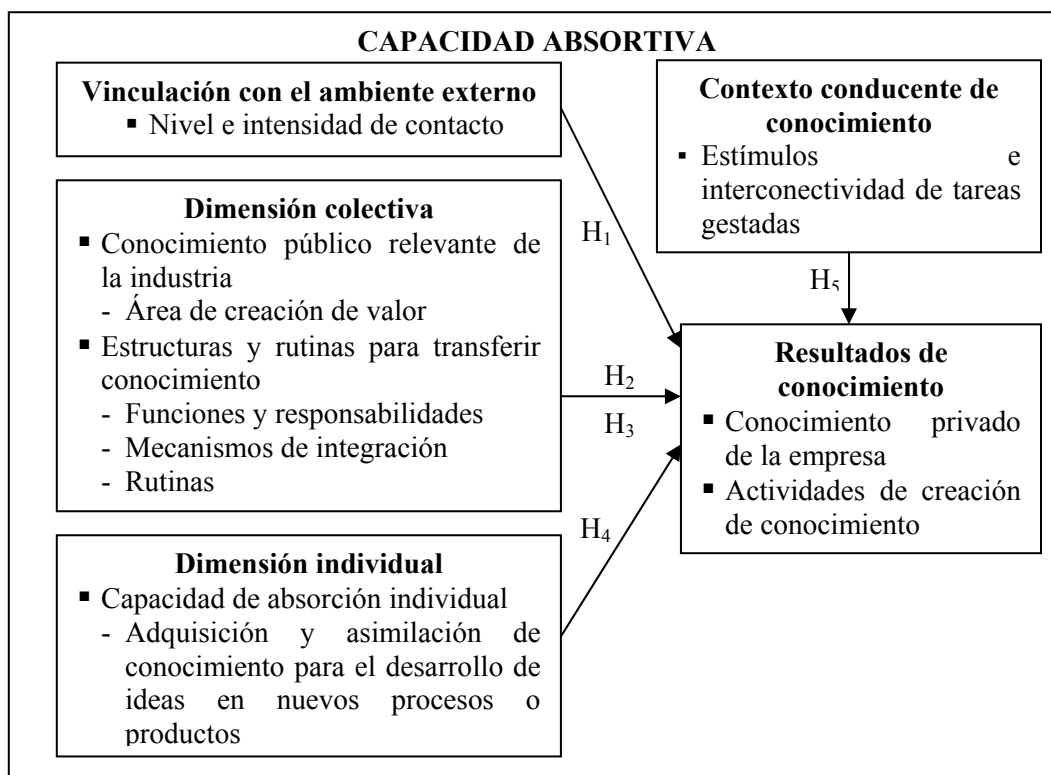 CAPACIDAD ABSORTIVA
Vinculación con el ambiente externo
▪ Nivel e intensidad de contacto
Dimensión colectiva
▪ Conocimiento público relevante de
la industria
- Área de creación de valor
▪ Estructuras y rutinas para transferir
conocimiento
- Funciones y responsabilidades
- Mecanismos de integración
- Rutinas
Dimensión individual
▪ Capacidad de absorción individual
- Adquisición y asimilación de
conocimiento para el desarrollo de
ideas en nuevos procesos o
productos
H1
H2
H3
H4
Contexto conducente de
conocimiento
▪ Estímulos e
interconectividad de tareas
gestadas
H5
Resultados de
conocimiento
▪ Conocimiento privado
de la empresa
▪ Actividades de creación
de conocimiento